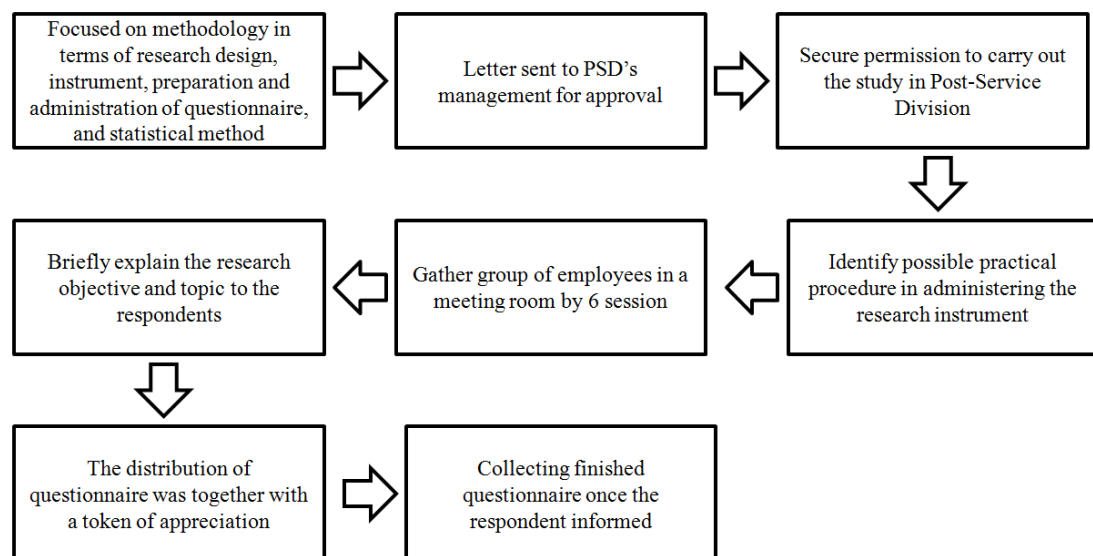 Focused on methodology in
terms of research design,
instrument, preparation and
administration of questionnaire,
and statistical method
Letter sent to PSD's
management for approval
Secure permission to carry out
the study in Post-Service
Division
Identify possible practical
procedure in administering the
research instrument
Gather group of employees in a
meeting room by 6 session
Briefly explain the research
objective and topic to the
respondents
The distribution of
questionnaire was together with
a token of appreciation
Collecting finished
questionnaire once the
respondent informed